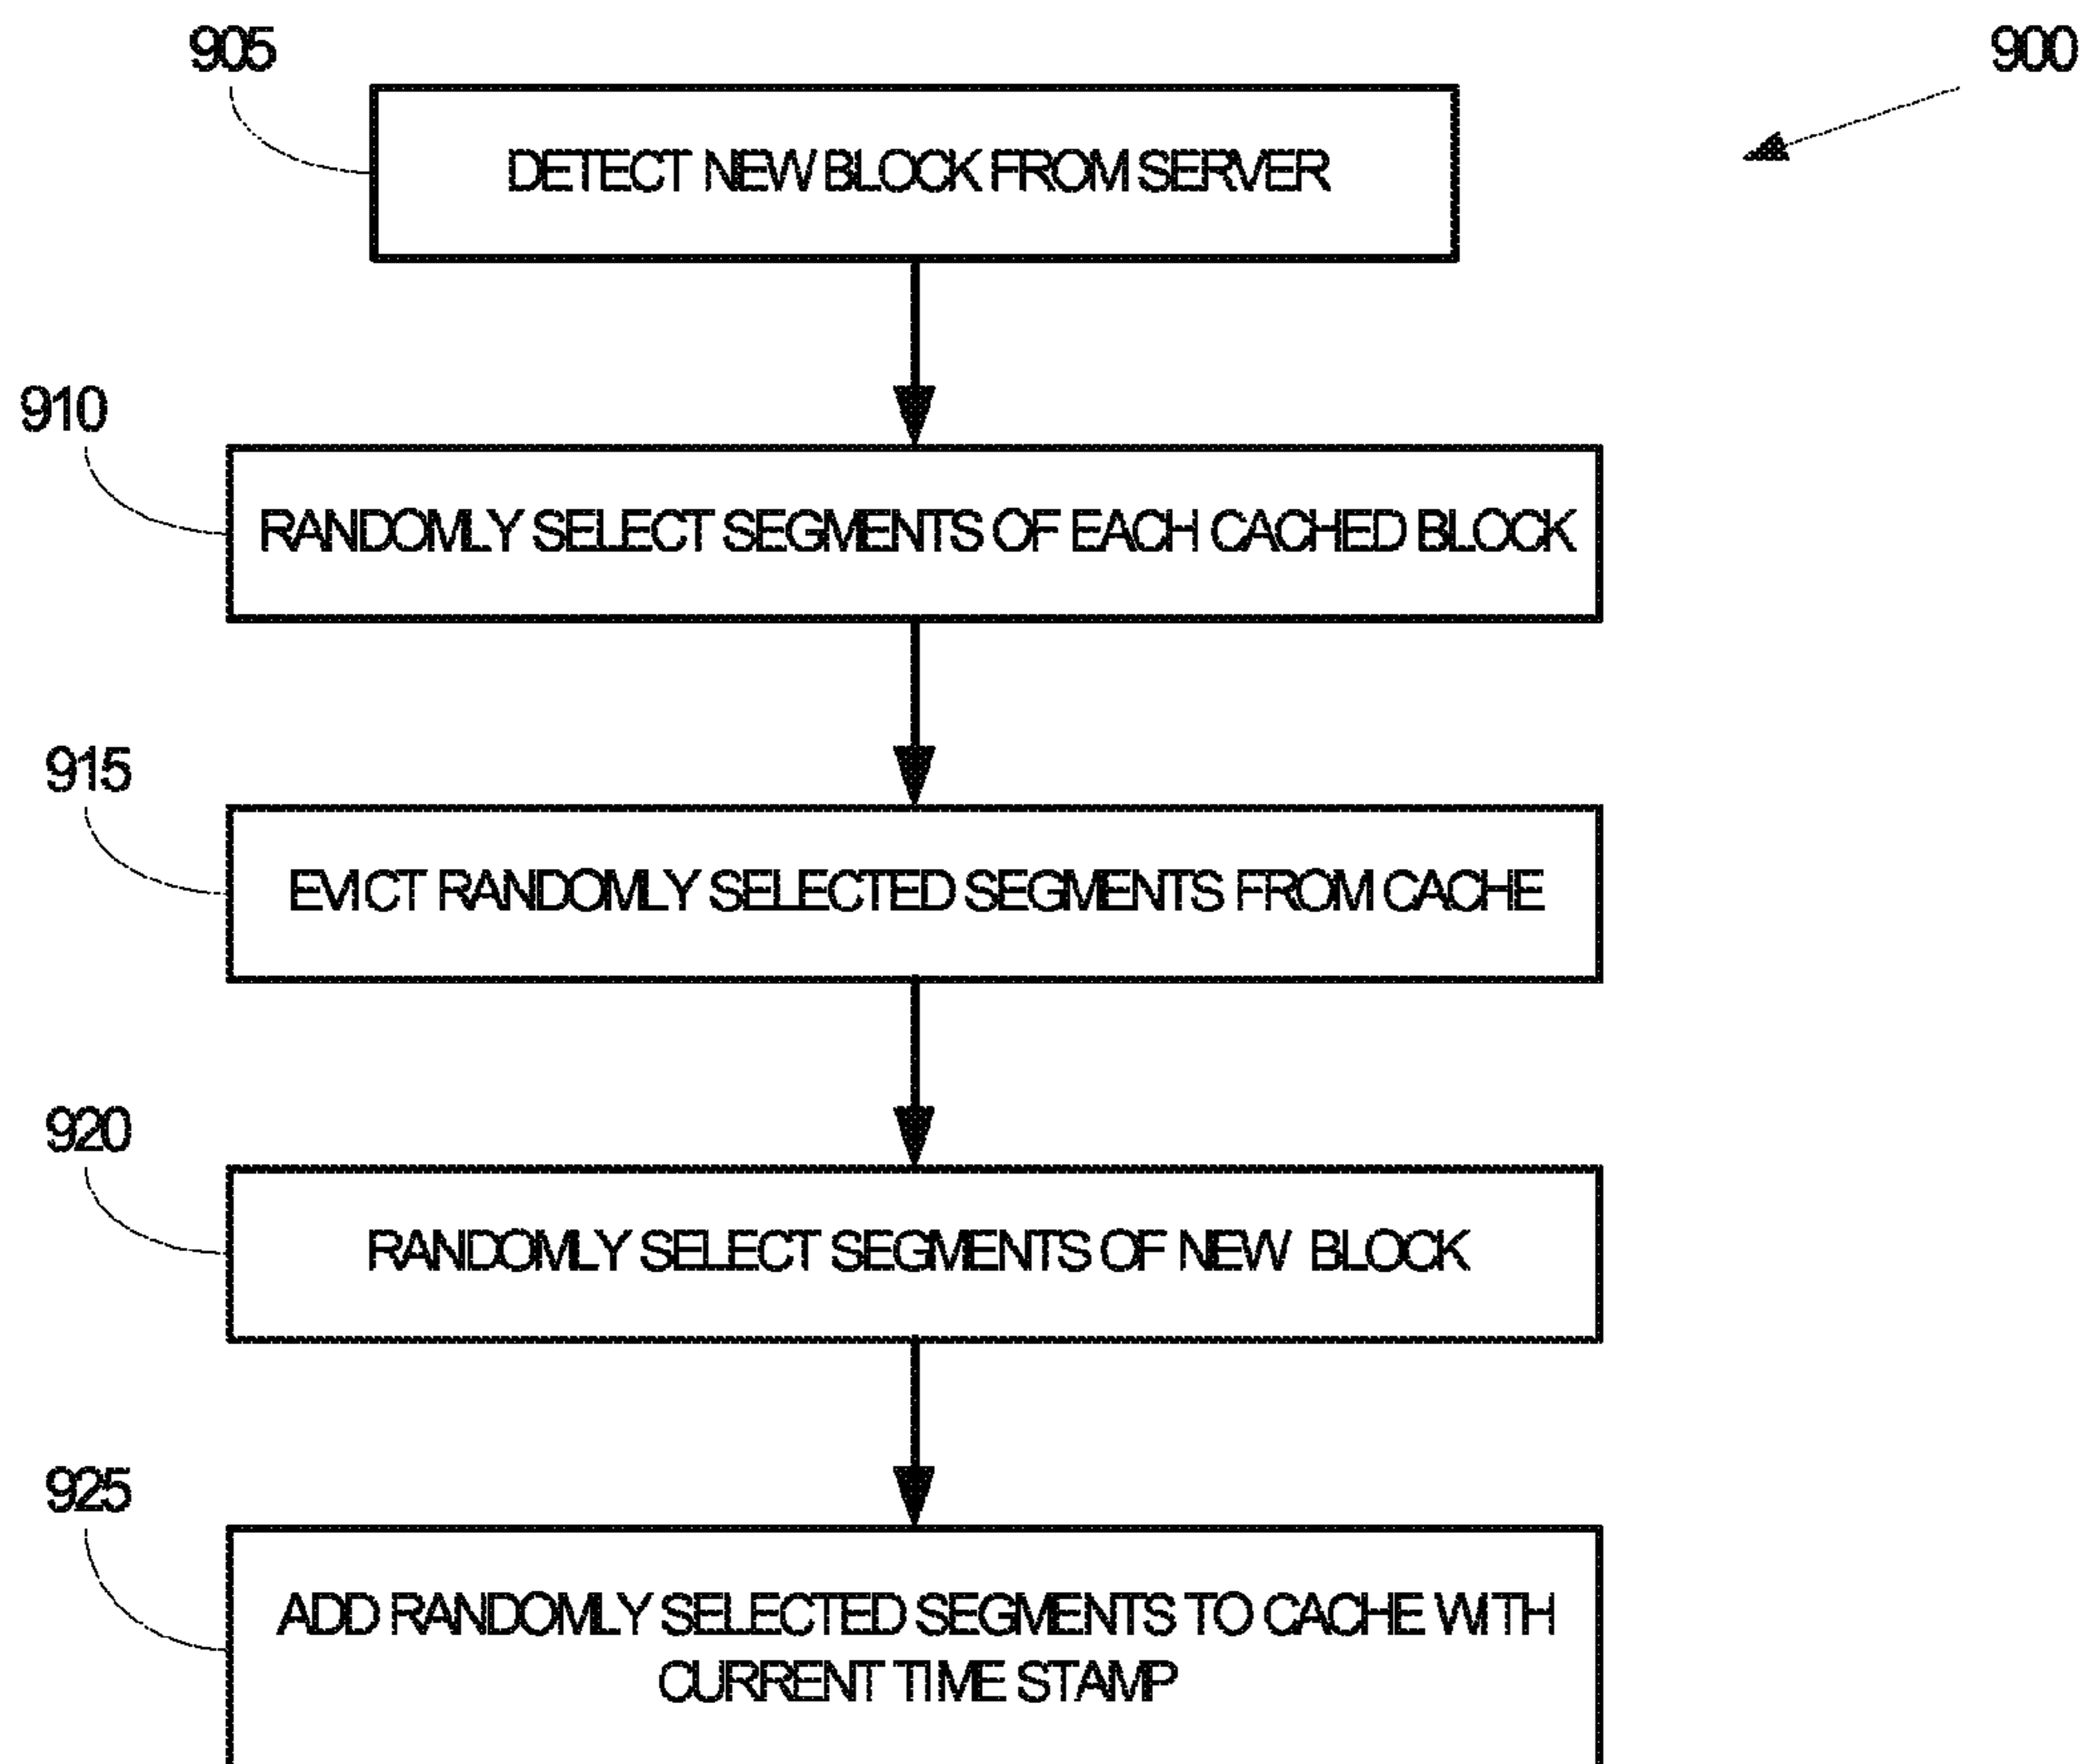 905
900
DETECT NEW BLOCK FROM SERVER
910
RANDOMLY SELECT SEGMENTS OF EACH CACHED BLOCK
915
EVICT RANDOMLY SELECTED SEGMENTS FROM CACHE
920
RANDOMLY SELECT SEGMENTS OF NEW BLOCK
925
ADD RANDOMLY SELECTED SEGMENTS TO CACHE WITH
CURRENT TIME STAMP